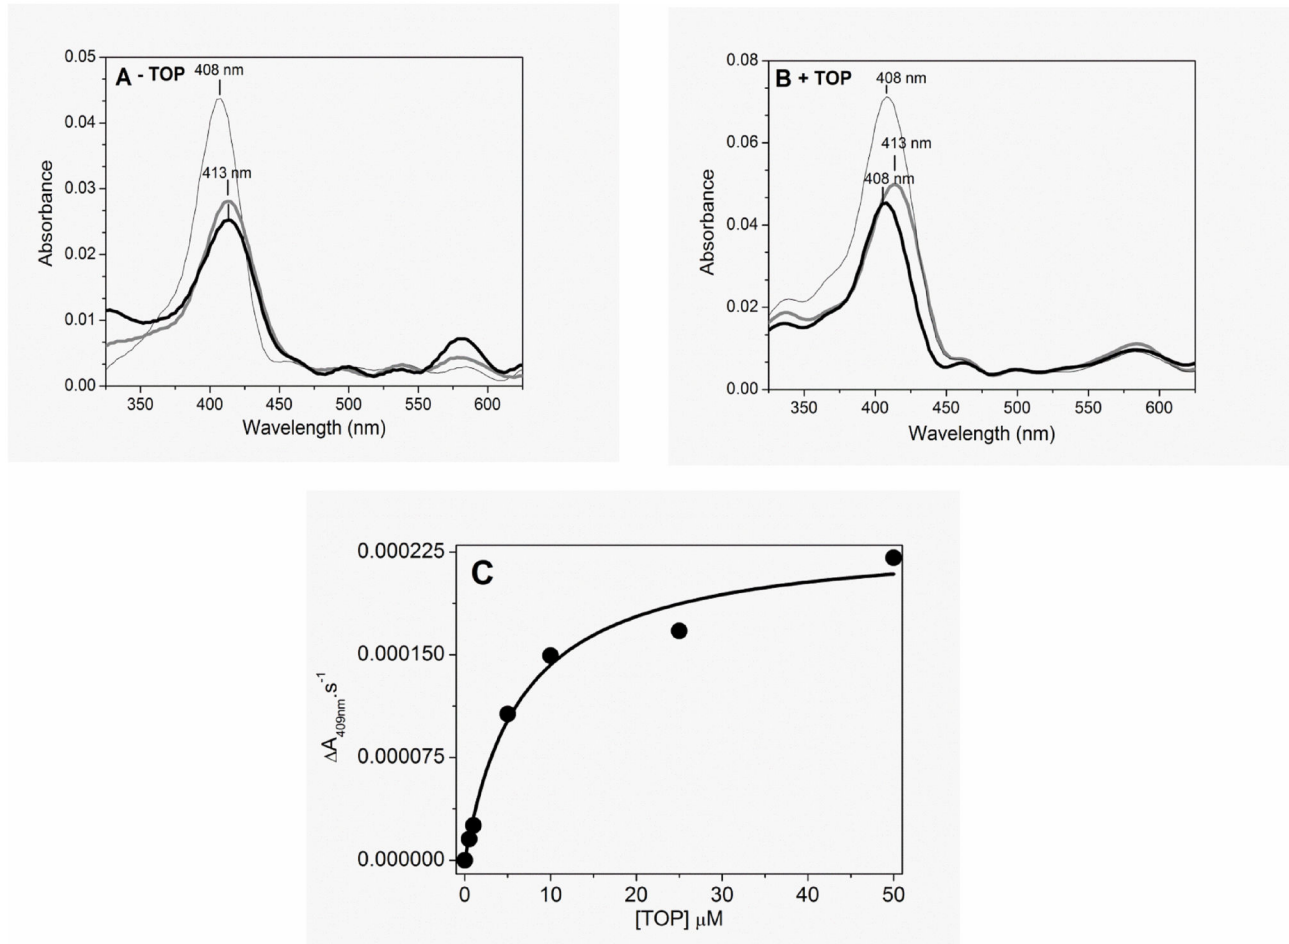 A - TOP
408 nm
413 nm
0.05
0.04
0.03
0.02
0.01
0.00
Absorbance
350 400 450 500 550 600
Wavelength (nm)
B + TOP
408 nm
413 nm
408 nm
0.08
0.06
0.04
0.02
0.00
Absorbance
350 400 450 500 550 600
Wavelength (nm)
C
0.000225
0.000150
0.000075
0.000000
ΔA409nm.s-1
0 10 20 30 40 50
[TOP] μM